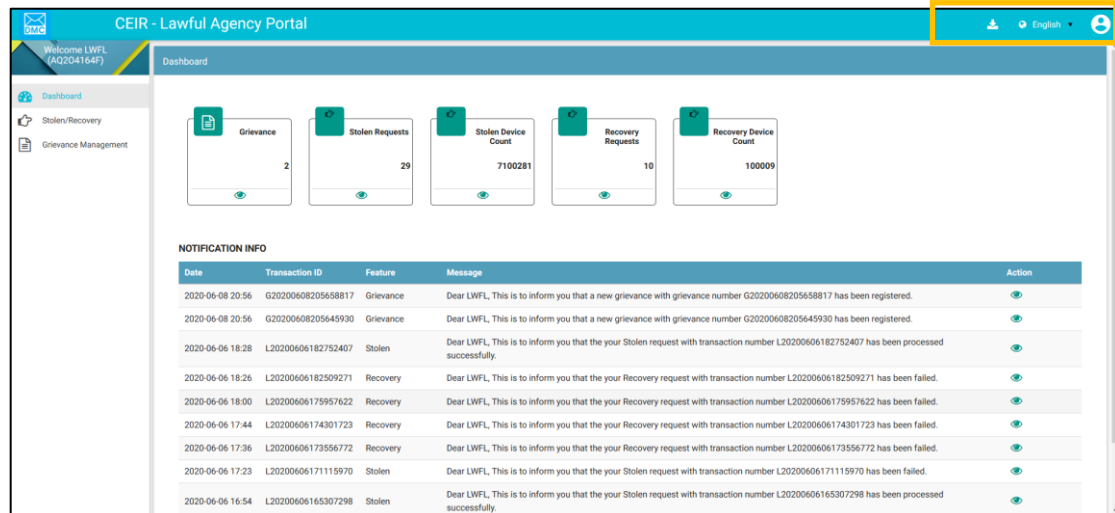 DMC
CEIR - Lawful Agency Portal
English
Welcome LWFL
(AQ204164F)
Dashboard
Dashboard
Stolen/Recovery
Grievance Management
Grievance
2
Stolen Requests
29
Stolen Device
Count
7100281
Recovery
Requests
10
Recovery Device
Count
100009
NOTIFICATION INFO
Date Transaction ID Feature Message Action
2020-06-08 20:56 G20200608205658817 Grievance Dear LWFL, This is to inform you that a new grievance with grievance number G20200608205658817 has been registered.
2020-06-08 20:56 G20200608205645930 Grievance Dear LWFL, This is to inform you that a new grievance with grievance number G20200608205645930 has been registered.
2020-06-06 18:28 L20200606182752407 Stolen Dear LWFL, This is to inform you that the your Stolen request with transaction number L20200606182752407 has been processed
successfully.
2020-06-06 18:26 L20200606182509271 Recovery Dear LWFL, This is to inform you that the your Recovery request with transaction number L20200606182509271 has been failed.
2020-06-06 18:00 L20200606175957622 Recovery Dear LWFL, This is to inform you that the your Recovery request with transaction number L20200606175957622 has been failed.
2020-06-06 17:44 L20200606174301723 Recovery Dear LWFL, This is to inform you that the your Recovery request with transaction number L20200606174301723 has been failed.
2020-06-06 17:36 L20200606173556772 Recovery Dear LWFL, This is to inform you that the your Recovery request with transaction number L20200606173556772 has been failed.
2020-06-06 17:23 L20200606171115970 Stolen Dear LWFL, This is to inform you that the your Stolen request with transaction number L20200606171115970 has been failed.
2020-06-06 16:54 L20200606165307298 Stolen Dear LWFL, This is to inform you that the your Stolen request with transaction number L20200606165307298 has been processed
successfully.